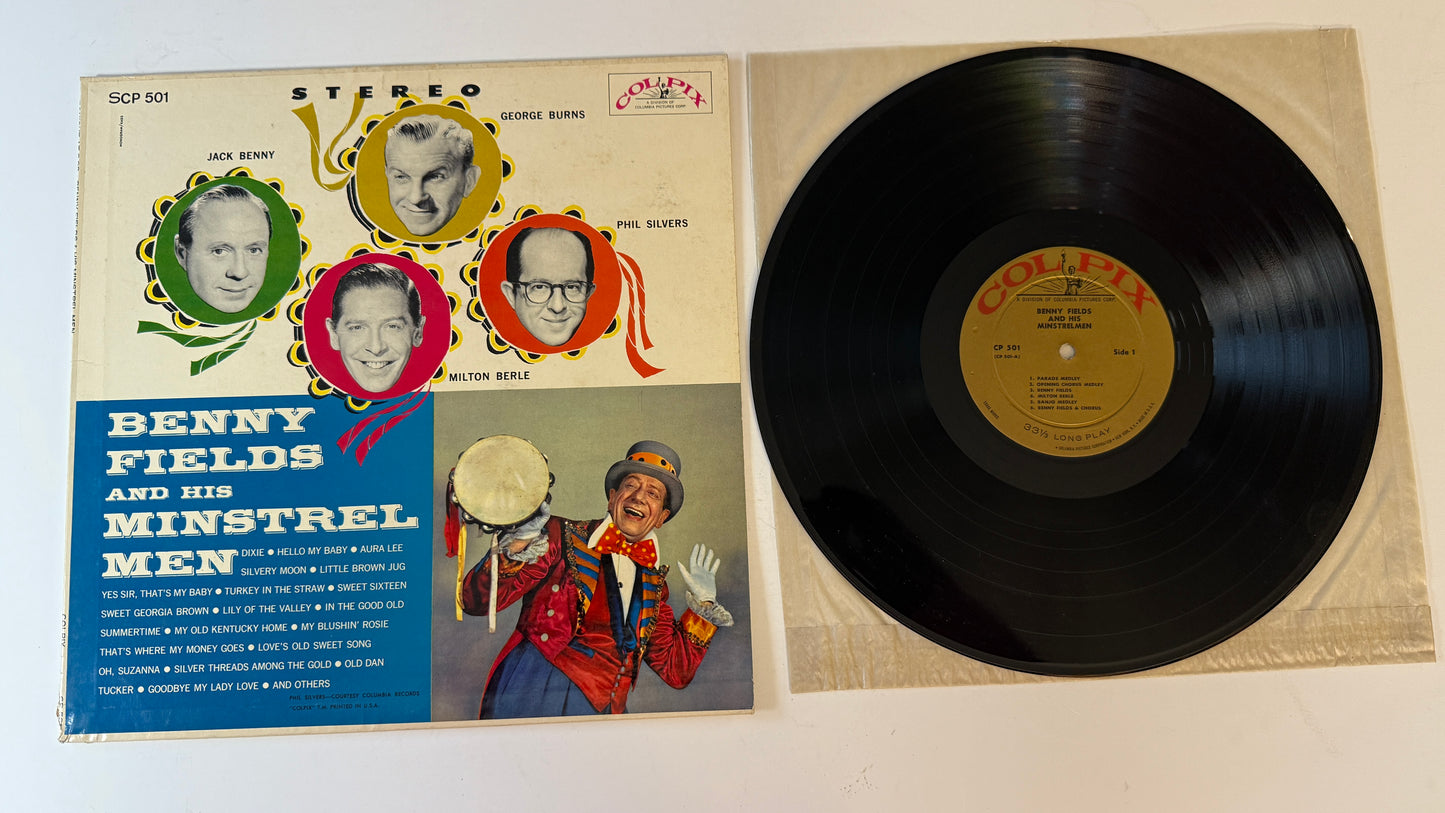 SCP 501
STEREO
COLPIX
A DIVISION OF
COLUMBIA PICTURES CORP.
GEORGE BURNS
JACK BENNY
PHIL SILVERS
MILTON BERLE
BENNY
FIELDS
AND HIS
MINSTREL
MEN
DIXIE ● HELLO MY BABY ● AURA LEE
SILVERY MOON ● LITTLE BROWN JUG
YES SIR, THAT'S MY BABY ● TURKEY IN THE STRAW ● SWEET SIXTEEN
SWEET GEORGIA BROWN ● LILY OF THE VALLEY ● IN THE GOOD OLD
SUMMERTIME ● MY OLD KENTUCKY HOME ● MY BLUSHIN' ROSIE
THAT'S WHERE MY MONEY GOES ● LOVE'S OLD SWEET SONG
OH, SUZANNA ● SILVER THREADS AMONG THE GOLD ● OLD DAN
TUCKER ● GOODBYE MY LADY LOVE ● AND OTHERS
PHIL SILVERS—COURTESY COLUMBIA RECORDS
"COLPIX" T.M. PRINTED IN U.S.A.
COLPIX
A DIVISION OF COLUMBIA PICTURES CORP.
BENNY FIELDS
AND HIS
MINSTRELMEN
CP 501
(CP 501-A)
Side 1
1. PARADE MEDLEY
2. OPENING CHORUS MEDLEY
3. BENNY FIELDS
4. MILTON BERLE
5. BANJO MEDLEY
6. BENNY FIELDS & CHORUS
33⅓ LONG PLAY